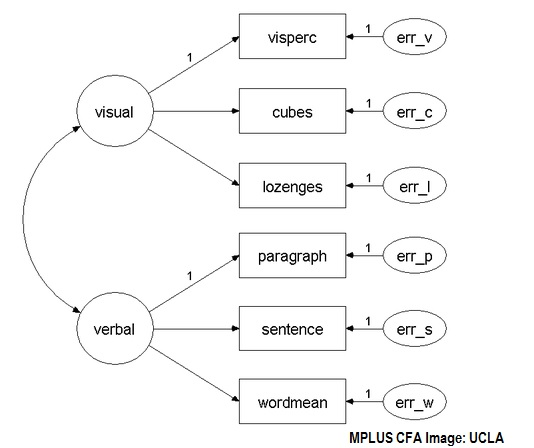 visperc
1
err_v
1
visual
cubes
1
err_c
lozenges
1
err_l
paragraph
1
err_p
1
verbal
sentence
1
err_s
wordmean
1
err_w
MPLUS CFA Image: UCLA